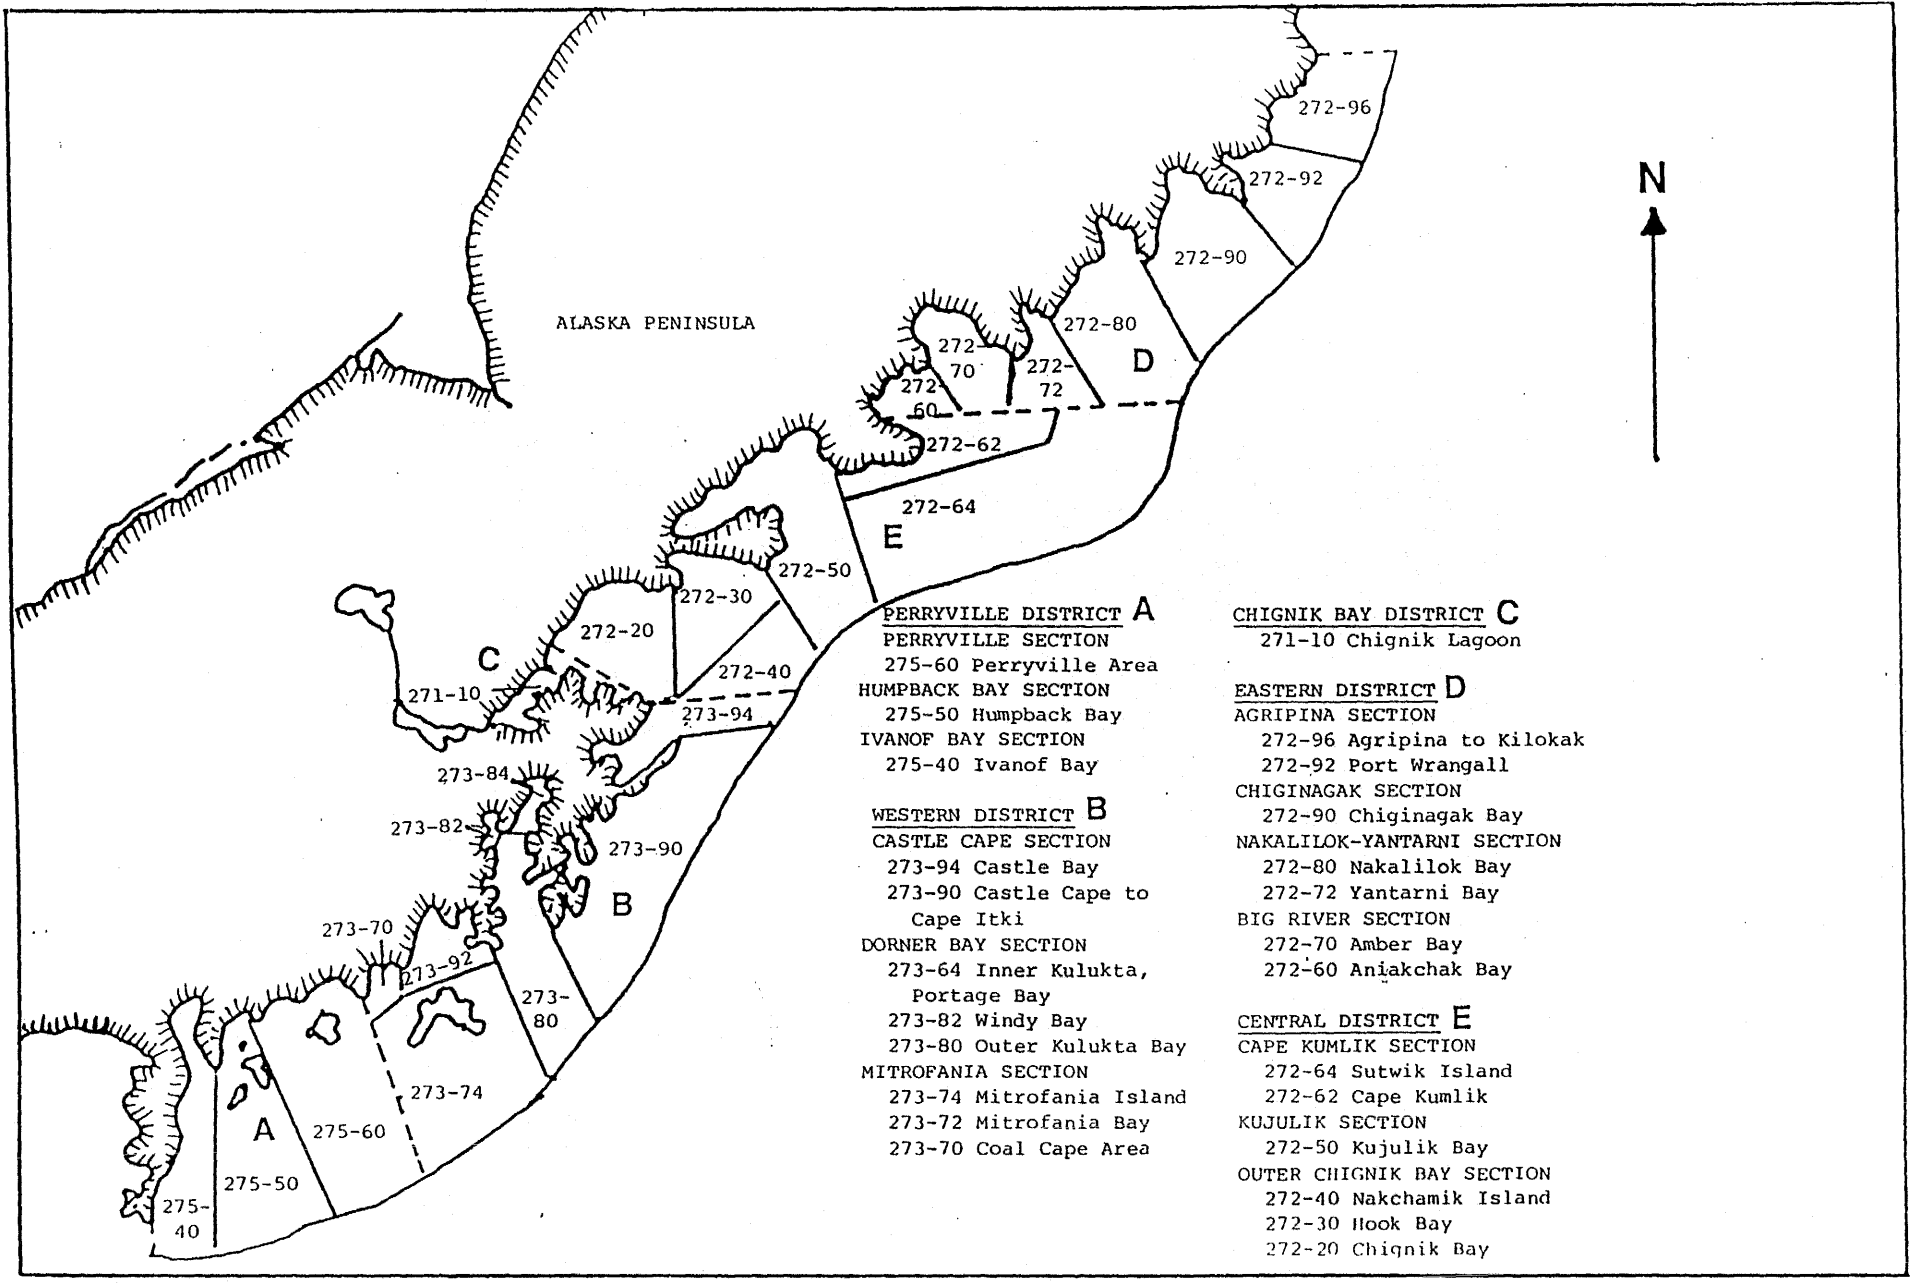 272-96
N
272-92
272-90
ALASKA PENINSULA
272-80
272-
70
272-
72
D
272-
60
272-62
272-64
E
272-50
272-30
272-20
C
272-40
271-10
273-94
273-84
273-82
273-90
B
273-70
273-92
273-
80
273-74
A
275-60
275-50
275-
40
PERRYVILLE DISTRICT A
PERRYVILLE SECTION
275-60 Perryville Area
HUMPBACK BAY SECTION
275-50 Humpback Bay
IVANOF BAY SECTION
275-40 Ivanof Bay
WESTERN DISTRICT B
CASTLE CAPE SECTION
273-94 Castle Bay
273-90 Castle Cape to
Cape Itki
DORNER BAY SECTION
273-64 Inner Kulukta,
Portage Bay
273-82 Windy Bay
273-80 Outer Kulukta Bay
MITROFANIA SECTION
273-74 Mitrofania Island
273-72 Mitrofania Bay
273-70 Coal Cape Area
CHIGNIK BAY DISTRICT C
271-10 Chignik Lagoon
EASTERN DISTRICT D
AGRIPINA SECTION
272-96 Agripina to Kilokak
272-92 Port Wrangall
CHIGINAGAK SECTION
272-90 Chiginagak Bay
NAKALILOK-YANTARNI SECTION
272-80 Nakalilok Bay
272-72 Yantarni Bay
BIG RIVER SECTION
272-70 Amber Bay
272-60 Aniakchak Bay
CENTRAL DISTRICT E
CAPE KUMLIK SECTION
272-64 Sutwik Island
272-62 Cape Kumlik
KUJULIK SECTION
272-50 Kujulik Bay
OUTER CHIGNIK BAY SECTION
272-40 Nakchamik Island
272-30 Hook Bay
272-20 Chignik Bay